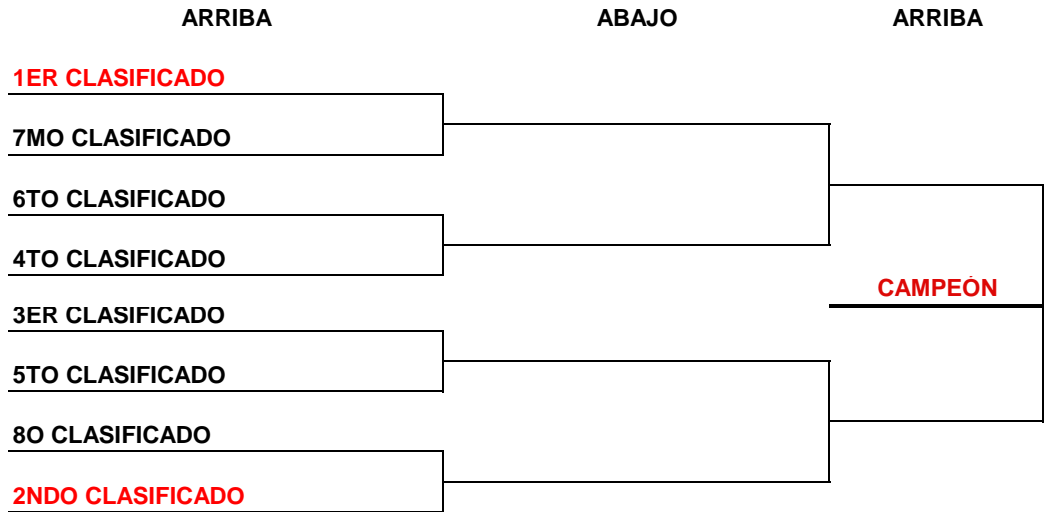 ARRIBA ABAJO ARRIBA
1ER CLASIFICADO
7MO CLASIFICADO
6TO CLASIFICADO
4TO CLASIFICADO
CAMPEÓN
3ER CLASIFICADO
5TO CLASIFICADO
8O CLASIFICADO
2NDO CLASIFICADO